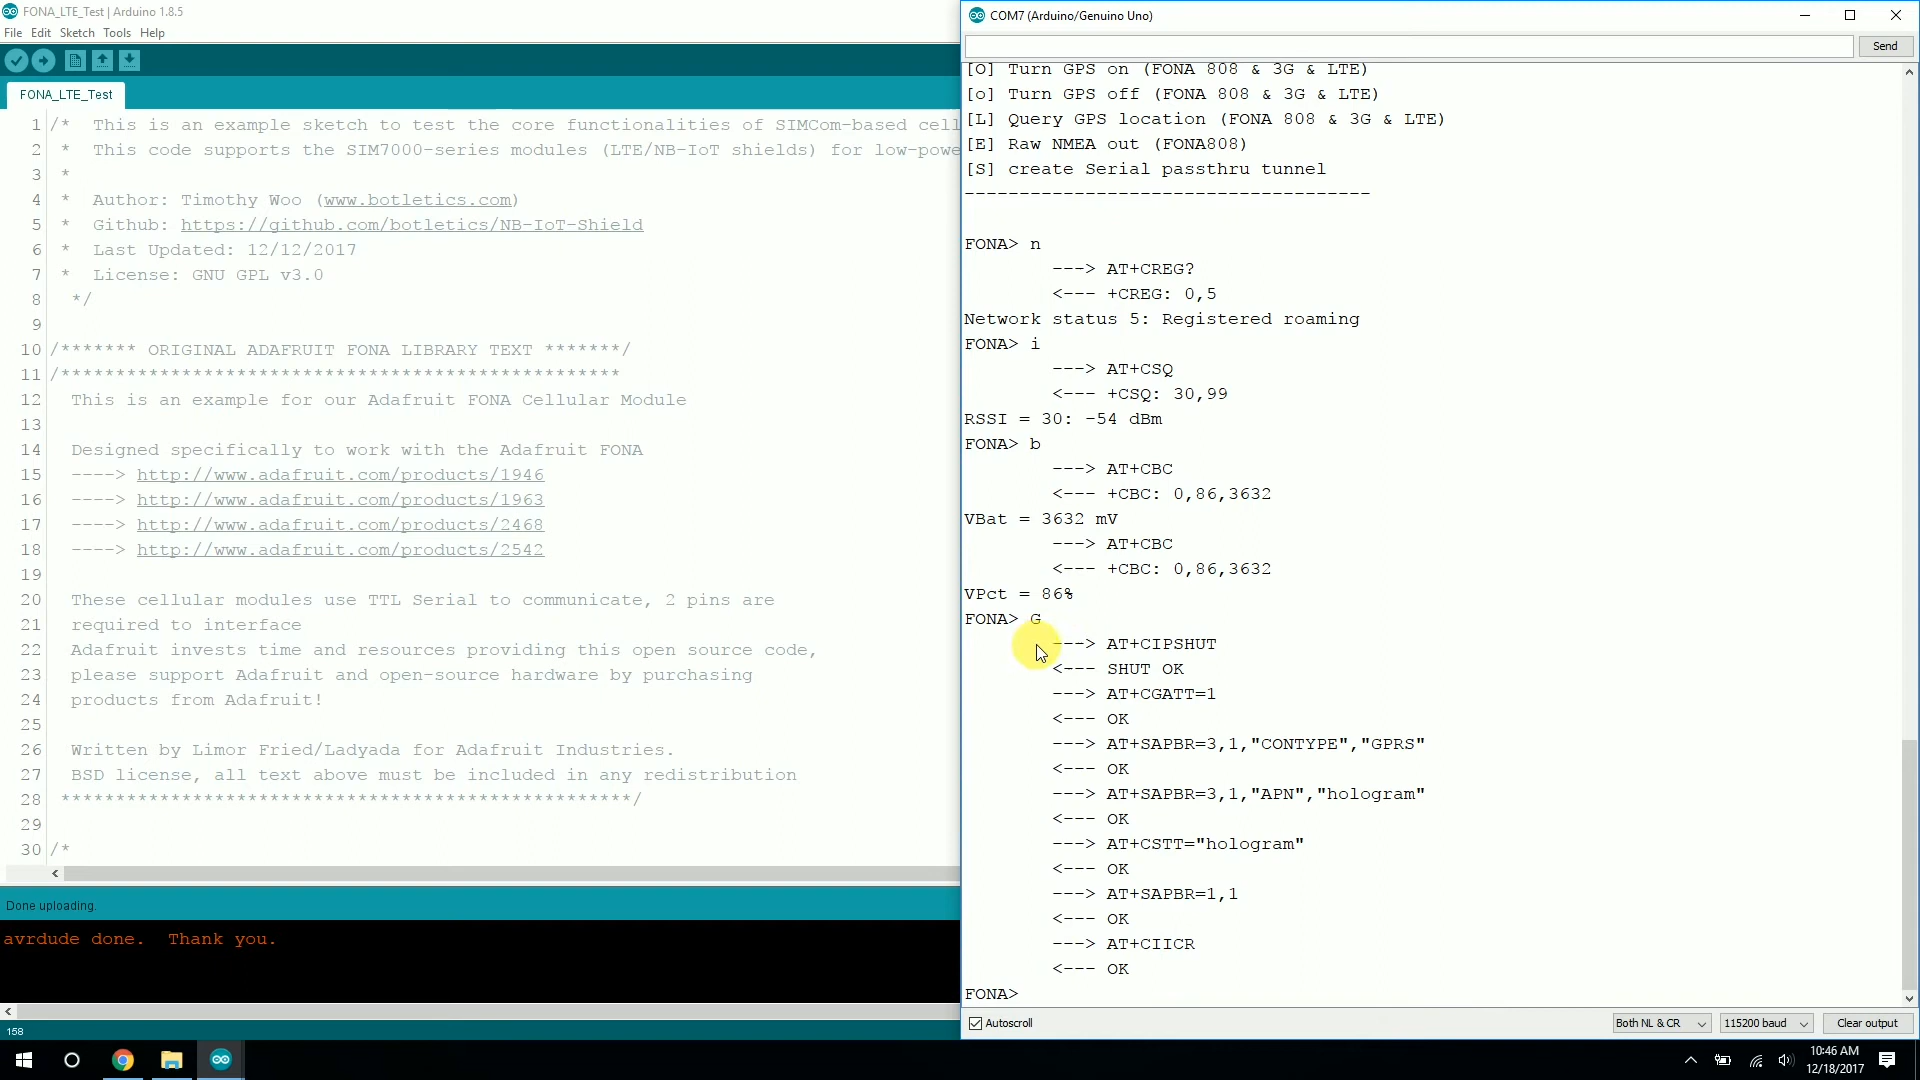 FONA_LTE_Test | Arduino 1.8.5
File Edit Sketch Tools Help
FONA_LTE_Test
1 /*  This is an example sketch to test the core functionalities of SIMCom-based cell
2 *  This code supports the SIM7000-series modules (LTE/NB-IoT shields) for low-powe
3 *
4 *  Author: Timothy Woo (www.botletics.com)
5 *  Github: https://github.com/botletics/NB-IoT-Shield
6 *  Last Updated: 12/12/2017
7 *  License: GNU GPL v3.0
8 */
9
10 /******* ORIGINAL ADAFRUIT FONA LIBRARY TEXT *******/
11 /***************************************************
12 This is an example for our Adafruit FONA Cellular Module
13
14 Designed specifically to work with the Adafruit FONA
15 ----> http://www.adafruit.com/products/1946
16 ----> http://www.adafruit.com/products/1963
17 ----> http://www.adafruit.com/products/2468
18 ----> http://www.adafruit.com/products/2542
19
20 These cellular modules use TTL Serial to communicate, 2 pins are
21 required to interface
22 Adafruit invests time and resources providing this open source code,
23 please support Adafruit and open-source hardware by purchasing
24 products from Adafruit!
25
26 Written by Limor Fried/Ladyada for Adafruit Industries.
27 BSD license, all text above must be included in any redistribution
28 ****************************************************/
29
30 /*
Done uploading.
avrdude done.  Thank you.
158
COM7 (Arduino/Genuino Uno)
Send
[O] Turn GPS on (FONA 808 & 3G & LTE)
[o] Turn GPS off (FONA 808 & 3G & LTE)
[L] Query GPS location (FONA 808 & 3G & LTE)
[E] Raw NMEA out (FONA808)
[S] create Serial passthru tunnel
-------------------------------------
FONA> n
---> AT+CREG?
<--- +CREG: 0,5
Network status 5: Registered roaming
FONA> i
---> AT+CSQ
<--- +CSQ: 30,99
RSSI = 30: -54 dBm
FONA> b
---> AT+CBC
<--- +CBC: 0,86,3632
VBat = 3632 mV
---> AT+CBC
<--- +CBC: 0,86,3632
VPct = 86%
FONA> G
---> AT+CIPSHUT
<--- SHUT OK
---> AT+CGATT=1
<--- OK
---> AT+SAPBR=3,1,"CONTYPE","GPRS"
<--- OK
---> AT+SAPBR=3,1,"APN","hologram"
<--- OK
---> AT+CSTT="hologram"
<--- OK
---> AT+SAPBR=1,1
<--- OK
---> AT+CIICR
<--- OK
FONA>
Autoscroll
Both NL & CR
115200 baud
Clear output
10:46 AM
12/18/2017